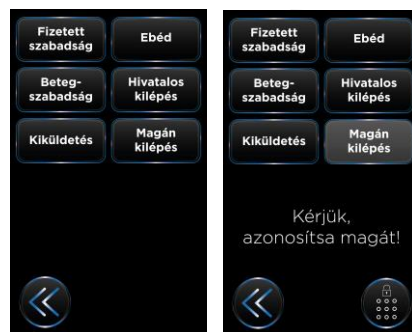 Fizetett
szabadság
Ebéd
Beteg-
szabadság
Hivatalos
kilépés
Kiküldetés
Magán
kilépés
Fizetett
szabadság
Ebéd
Beteg-
szabadság
Hivatalos
kilépés
Kiküldetés
Magán
kilépés
Kérjük,
azonosítsa magát!